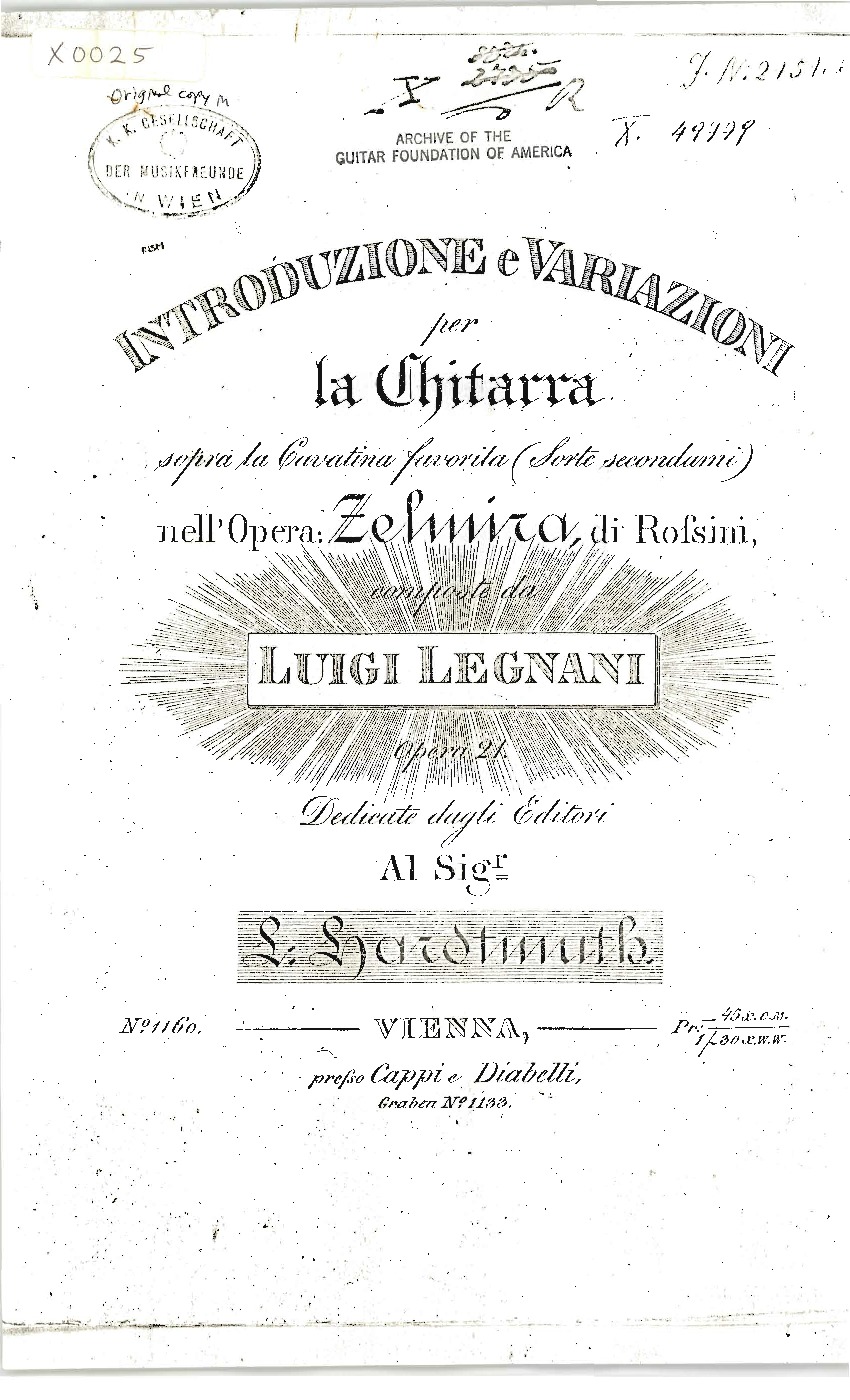 X0025
Original copy in
K. K. GESELLSCHAFT
DER MUSIKFREUNDE
IN WIEN
X
R
ARCHIVE OF THE
GUITAR FOUNDATION OF AMERICA
J. N. 2151
X. 49799
RISM
INTRODUZIONE e VARIAZIONI
per
la Chitarra
sopra la Cavatina favorita (Sorte secondami)
nell'Opera: Zelmira, di Roſsini,
composte da
LUIGI LEGNANI
Opera 21.
Dedicate dagli Editori
Al Sigr
L: Hardtmuth.
No 1160.
VIENNA,
Pr: 45 x. C.M.
1 f 30 x. W.W.
preſso Cappi e Diabelli,
Graben No 1133.